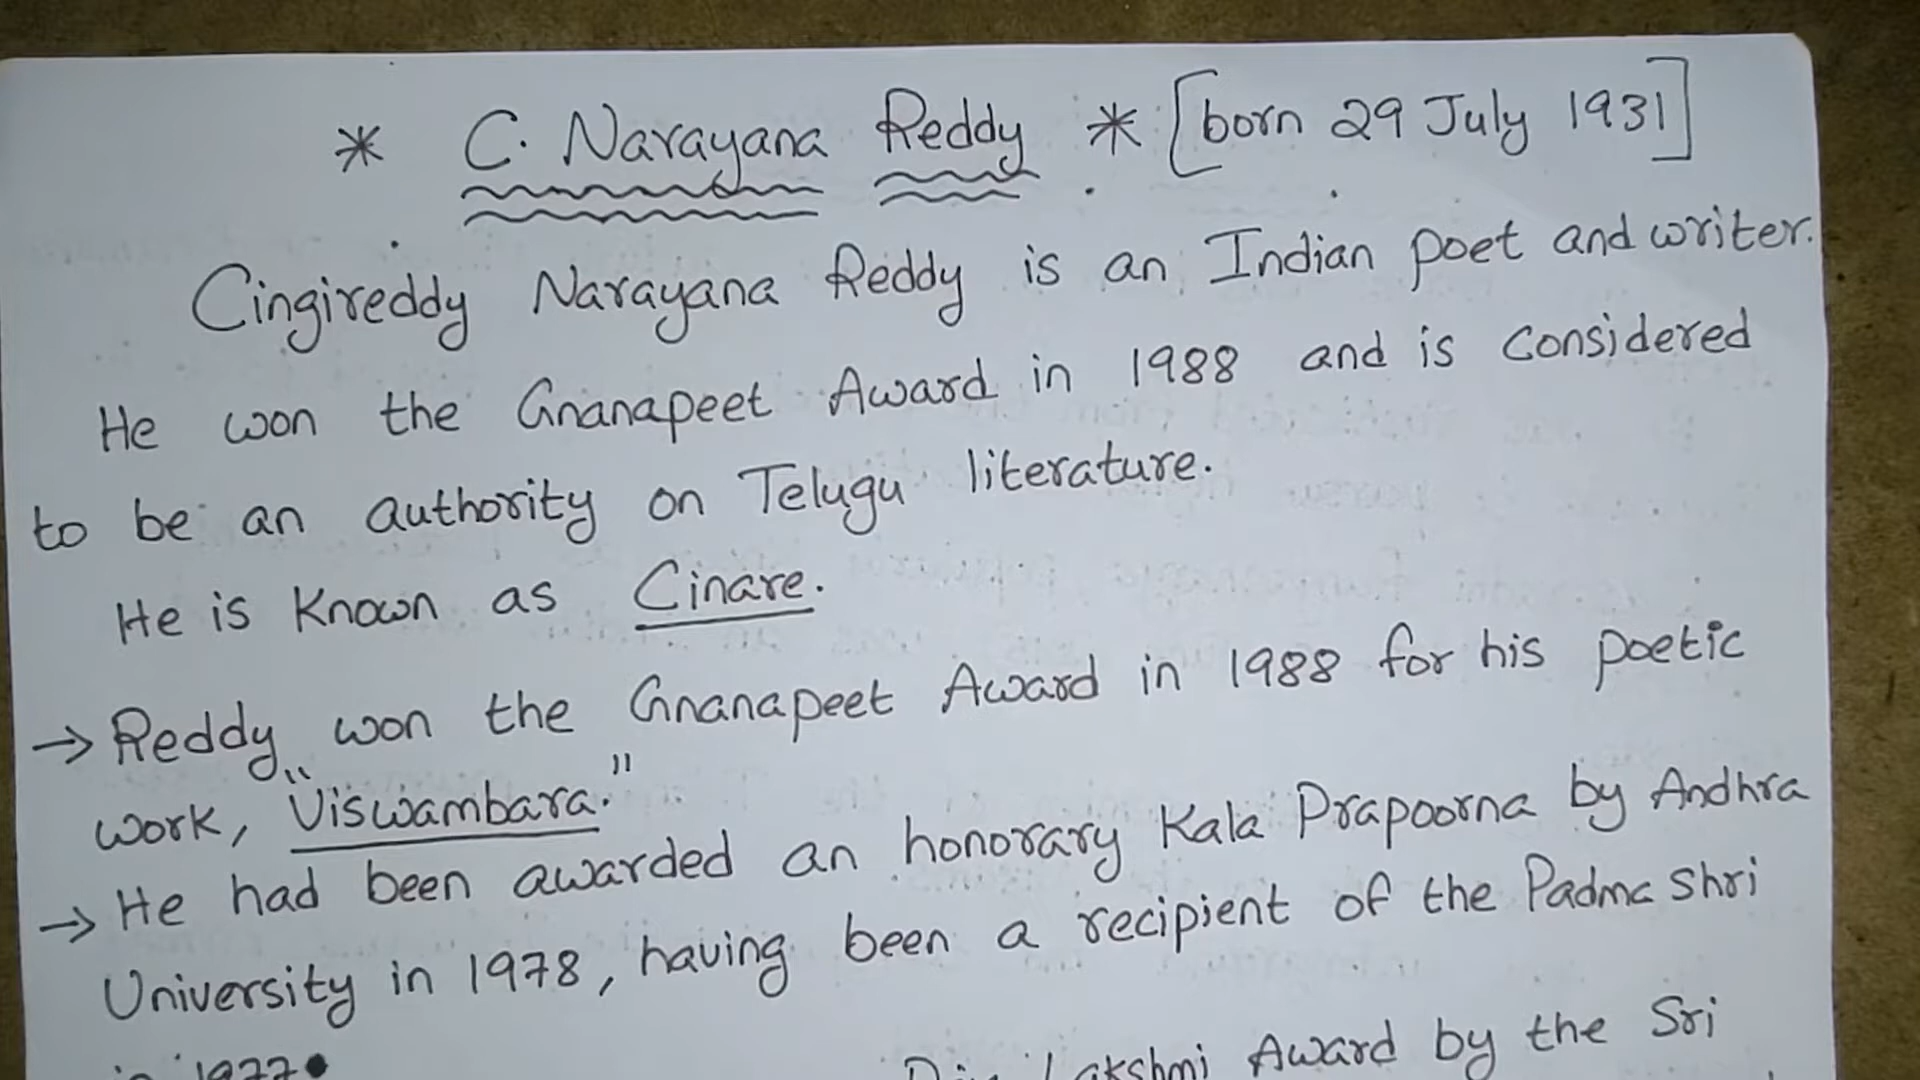 * C. Narayana Reddy * [born 29 July 1931]
Cingireddy Narayana Reddy is an Indian poet and writer.
He won the Gnanapeet Award in 1988 and is considered
to be an authority on Telugu literature.
He is Known as Cinare.
→ Reddy won the Gnanapeet Award in 1988 for his poetic
work, "Viswambara."
→ He had been awarded an honorary Kala Prapoorna by Andhra
University in 1978, having been a recipient of the Padma Shri
in 1977.
Lakshmi Award by the Sri